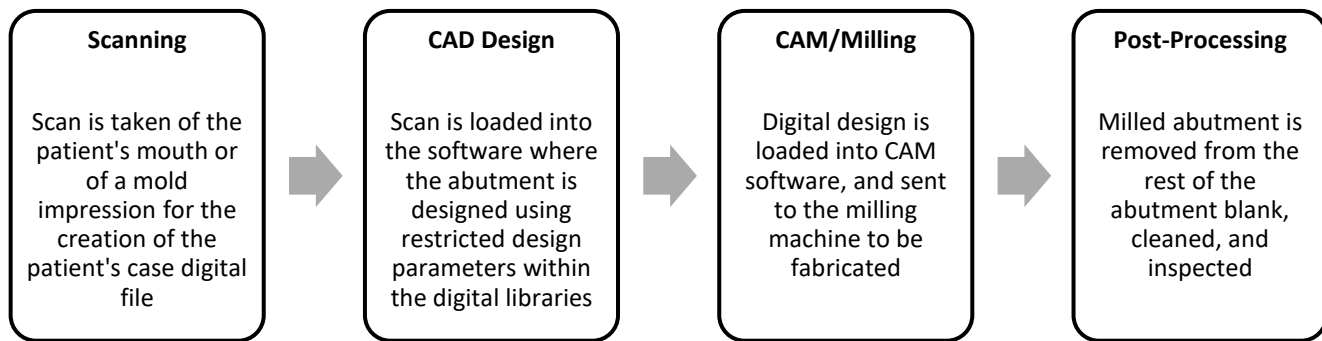 Scanning
Scan is taken of the
patient's mouth or
of a mold
impression for the
creation of the
patient's case digital
file
CAD Design
Scan is loaded into
the software where
the abutment is
designed using
restricted design
parameters within
the digital libraries
CAM/Milling
Digital design is
loaded into CAM
software, and sent
to the milling
machine to be
fabricated
Post-Processing
Milled abutment is
removed from the
rest of the
abutment blank,
cleaned, and
inspected